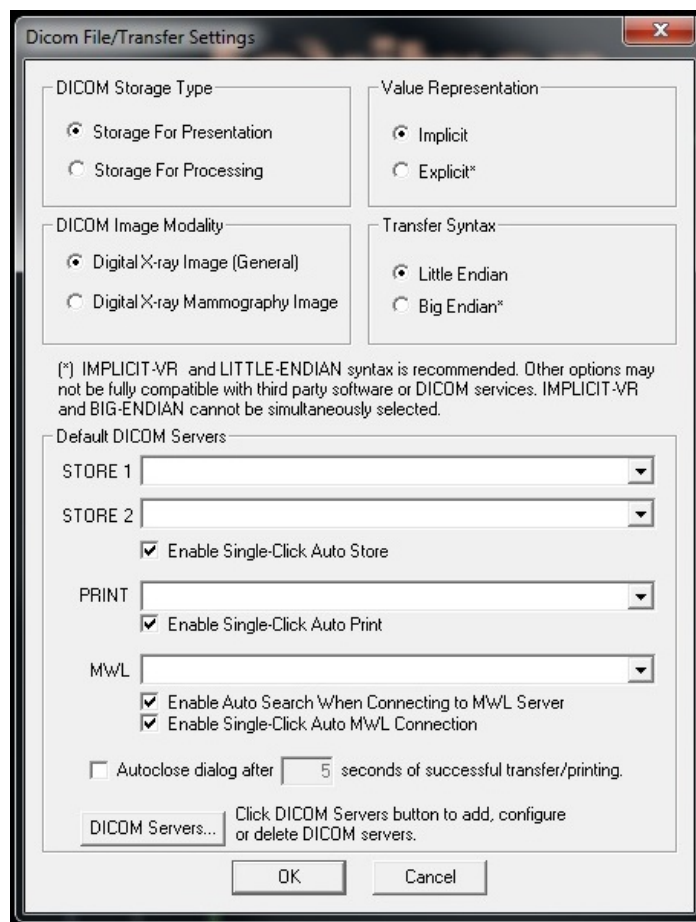 Dicom File/Transfer Settings
DICOM Storage Type
Storage For Presentation
Storage For Processing
Value Representation
Implicit
Explicit*
DICOM Image Modality
Digital X-ray Image (General)
Digital X-ray Mammography Image
Transfer Syntax
Little Endian
Big Endian*
(*) IMPLICIT-VR and LITTLE-ENDIAN syntax is recommended. Other options may
not be fully compatible with third party software or DICOM services. IMPLICIT-VR
and BIG-ENDIAN cannot be simultaneously selected.
Default DICOM Servers
STORE 1
STORE 2
Enable Single-Click Auto Store
PRINT
Enable Single-Click Auto Print
MWL
Enable Auto Search When Connecting to MWL Server
Enable Single-Click Auto MWL Connection
Autoclose dialog after 5 seconds of successful transfer/printing.
DICOM Servers...
Click DICOM Servers button to add, configure
or delete DICOM servers.
OK
Cancel